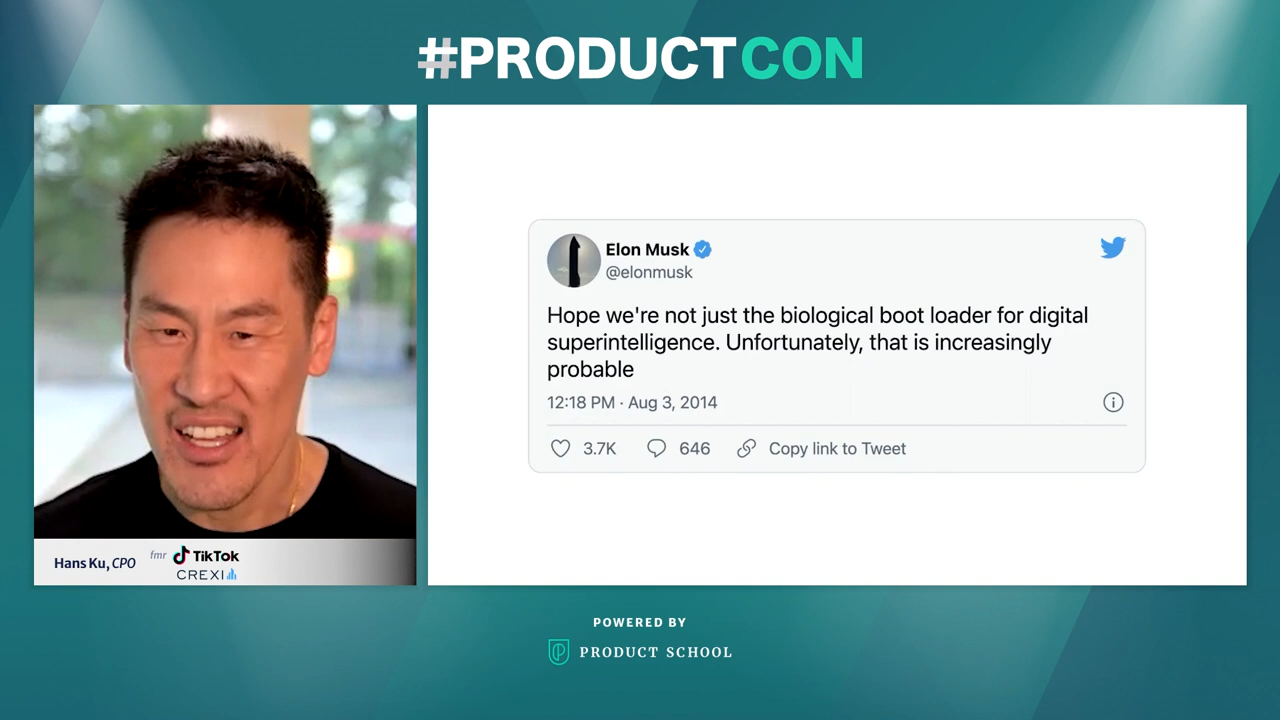 #PRODUCTCON
Elon Musk
@elonmusk
Hope we're not just the biological boot loader for digital
superintelligence. Unfortunately, that is increasingly
probable
12:18 PM · Aug 3, 2014
3.7K 646 Copy link to Tweet
Hans Ku, CPO fmr TikTok
CREXI
POWERED BY
PRODUCT SCHOOL